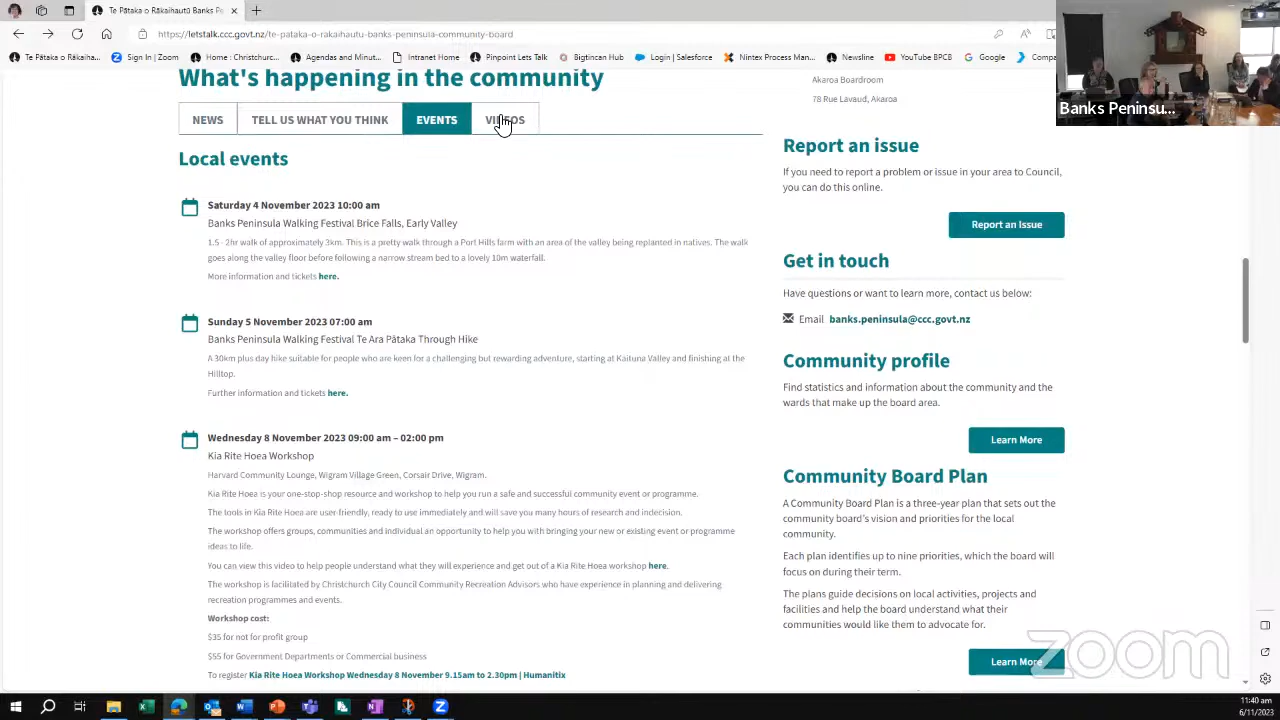 Te Pātaka o Rakaihautu B
https://letstalk.ccc.govt.nz/te-pataka-o-rakaihautu-banks-peninsula-community-board
Te Pātaka o Rākaiha...
Sign In | Zoom
Home : Christchurc...
Agendas and Minut...
Intranet Home
Pinpoint Lets Talk
Bigtincan Hub
Login | Salesforce
Nintex Process Man...
Newsline
YouTube BPCB
Google
Banks Peninsu...
What's happening in the community
Akaroa Boardroom
78 Rue Lavaud, Akaroa
NEWS
TELL US WHAT YOU THINK
EVENTS
VIDEOS
Local events
Saturday 4 November 2023 10:00 am
Banks Peninsula Walking Festival Brice Falls, Early Valley
1.5 - 2hr walk of approximately 3km. This is a pretty walk through a Port Hills farm with an area of the valley being replanted in natives. The walk
goes along the valley floor before following a narrow stream bed to a lovely 10m waterfall.
More information and tickets here.
Sunday 5 November 2023 07:00 am
Banks Peninsula Walking Festival Te Ara Pātaka Through Hike
A 30km plus day hike suitable for people who are keen for a challenging but rewarding adventure, starting at Kaituna Valley and finishing at the
Hilltop.
Further information and tickets here.
Wednesday 8 November 2023 09:00 am – 02:00 pm
Kia Rite Hoea Workshop
Harvard Community Lounge, Wigram Village Green, Corsair Drive, Wigram.
Kia Rite Hoea is your one-stop-shop resource and workshop to help you run a safe and successful community event or programme.
The tools in Kia Rite Hoea are user-friendly, ready to use immediately and will save you many hours of research and indecision.
The workshop offers groups, communities and individual an opportunity to help you with bringing your new or existing event or programme
ideas to life.
You can view this video to help people understand what they will experience and get out of a Kia Rite Hoea workshop here.
The workshop is facilitated by Christchurch City Council Community Recreation Advisors who have experience in planning and delivering
recreation programmes and events.
Workshop cost:
$35 for not for profit group
$55 for Government Departments or Commercial business
To register Kia Rite Hoea Workshop Wednesday 8 November 9.15am to 2.30pm | Humanitix
Report an issue
If you need to report a problem or issue in your area to Council,
you can do this online.
Report an Issue
Get in touch
Have questions or want to learn more, contact us below:
Email banks.peninsula@ccc.govt.nz
Community profile
Find statistics and information about the community and the
wards that make up the board area.
Learn More
Community Board Plan
A Community Board Plan is a three-year plan that sets out the
community board's vision and priorities for the local
community.
Each plan identifies up to nine priorities, which the board will
focus on during their term.
The plans guide decisions on local activities, projects and
facilities and help the board understand what their
communities would like them to advocate for.
Learn More
zoom
11:40 am
6/11/2023